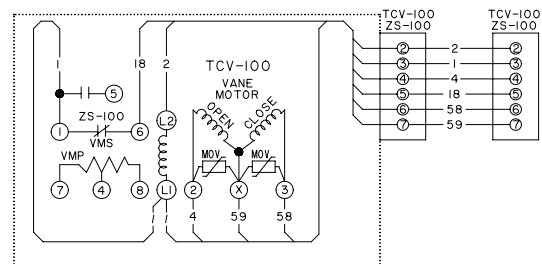 TCV-100 TCV-100
ZS-100 ZS-100
1 18 2
TCV-100
VANE
MOTOR
OPEN CLOSE
5
ZS-100
1 6
VMS
L2
VMP
MOV MOV
7 4 8 L1 2 X 3
4 59 58
2 2 2
3 1 3
4 4 4
5 18 5
6 58 6
7 59 7